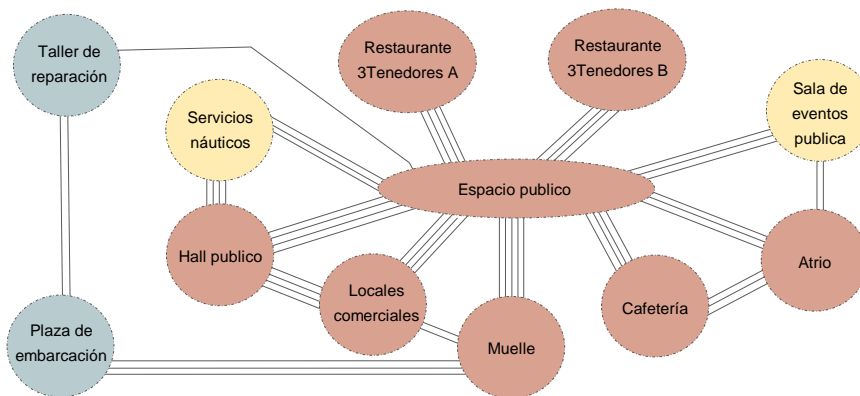 Taller de
reparación
Restaurante
3Tenedores A
Restaurante
3Tenedores B
Servicios
náuticos
Sala de
eventos
publica
Espacio publico
Hall publico
Locales
comerciales
Muelle
Cafetería
Atrio
Plaza de
embarcación